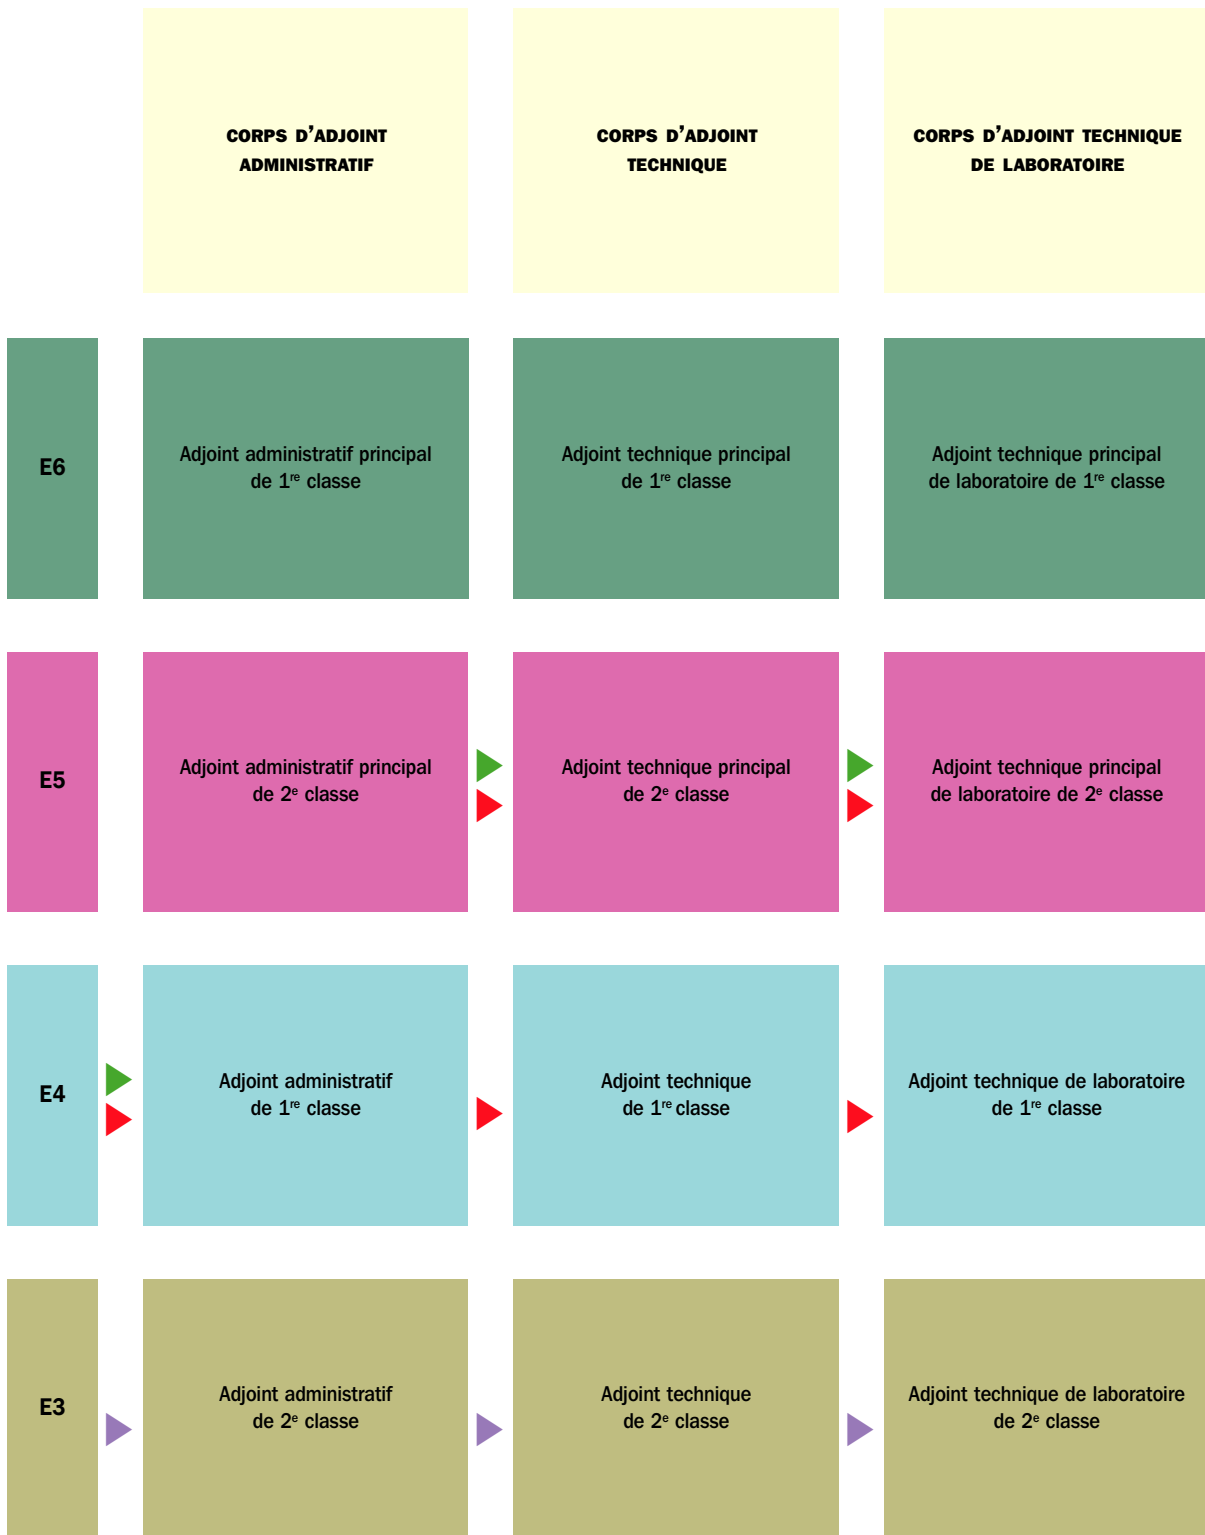 CORPS D'ADJOINT
ADMINISTRATIF
CORPS D'ADJOINT
TECHNIQUE
CORPS D'ADJOINT TECHNIQUE
DE LABORATOIRE
E6
Adjoint administratif principal
de 1re classe
Adjoint technique principal
de 1re classe
Adjoint technique principal
de laboratoire de 1re classe
E5
Adjoint administratif principal
de 2e classe
Adjoint technique principal
de 2e classe
Adjoint technique principal
de laboratoire de 2e classe
E4
Adjoint administratif
de 1re classe
Adjoint technique
de 1re classe
Adjoint technique de laboratoire
de 1re classe
E3
Adjoint administratif
de 2e classe
Adjoint technique
de 2e classe
Adjoint technique de laboratoire
de 2e classe